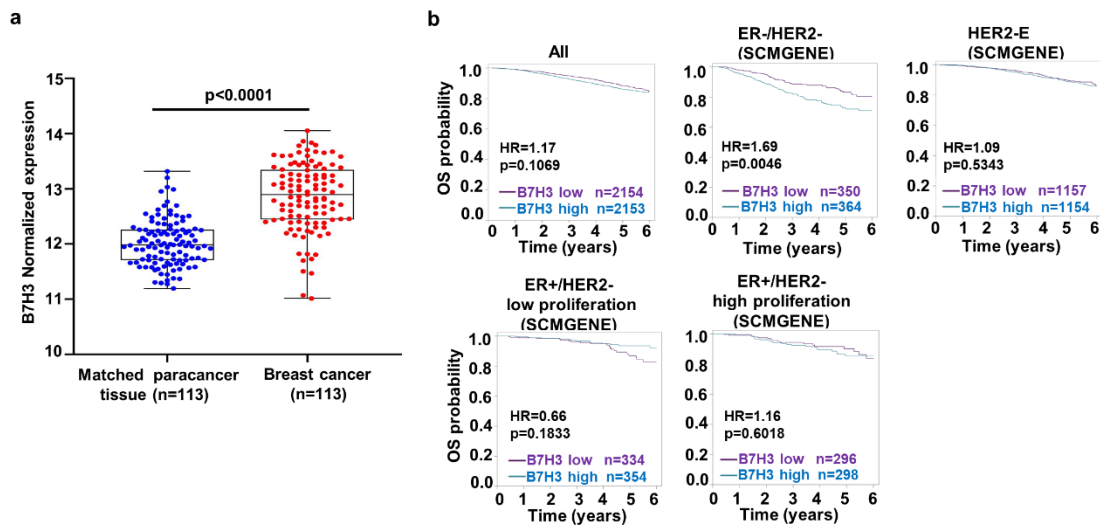 a
B7H3 Normalized expression
15
14
13
12
11
10
p<0.0001
Matched paracancer
tissue (n=113)
Breast cancer
(n=113)
b
All
OS probability
1.0
0.8
0.6
0.4
0.2
0.0
HR=1.17
p=0.1069
B7H3 low n=2154
B7H3 high n=2153
0 1 2 3 4 5 6
Time (years)
ER-/HER2-
(SCMGENE)
1.0
0.8
0.6
0.4
0.2
0.0
HR=1.69
p=0.0046
B7H3 low n=350
B7H3 high n=364
0 1 2 3 4 5 6
Time (years)
HER2-E
(SCMGENE)
1.0
0.8
0.6
0.4
0.2
0.0
HR=1.09
p=0.5343
B7H3 low n=1157
B7H3 high n=1154
0 1 2 3 4 5 6
Time (years)
ER+/HER2-
low proliferation
(SCMGENE)
OS probability
1.0
0.8
0.6
0.4
0.2
0.0
HR=0.66
p=0.1833
B7H3 low n=334
B7H3 high n=354
0 1 2 3 4 5 6
Time (years)
ER+/HER2-
high proliferation
(SCMGENE)
1.0
0.8
0.6
0.4
0.2
0.0
HR=1.16
p=0.6018
B7H3 low n=296
B7H3 high n=298
0 1 2 3 4 5 6
Time (years)